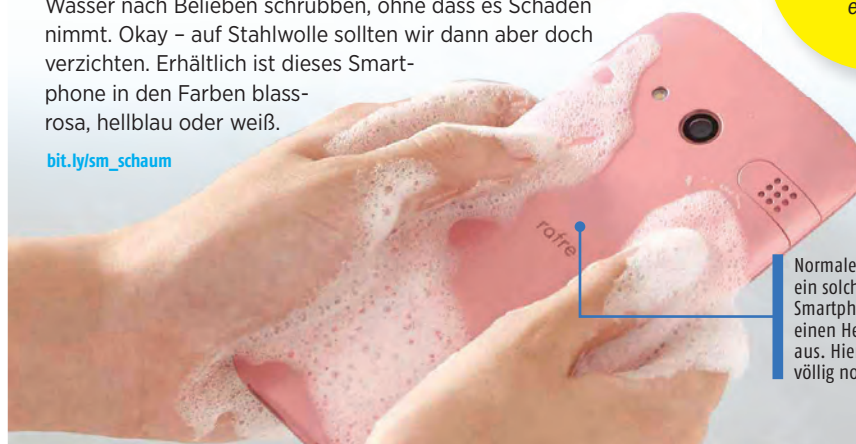 Wasser nach Belieben schrubben, ohne dass es Schaden
nimmt. Okay – auf Stahlwolle sollten wir dann aber doch
verzichten. Erhältlich ist dieses Smart-
phone in den Farben blass-
rosa, hellblau oder weiß.
bit.ly/sm_schaum
rafre
Normale
ein solch
Smartph
einen He
aus. Hie
völlig no
e